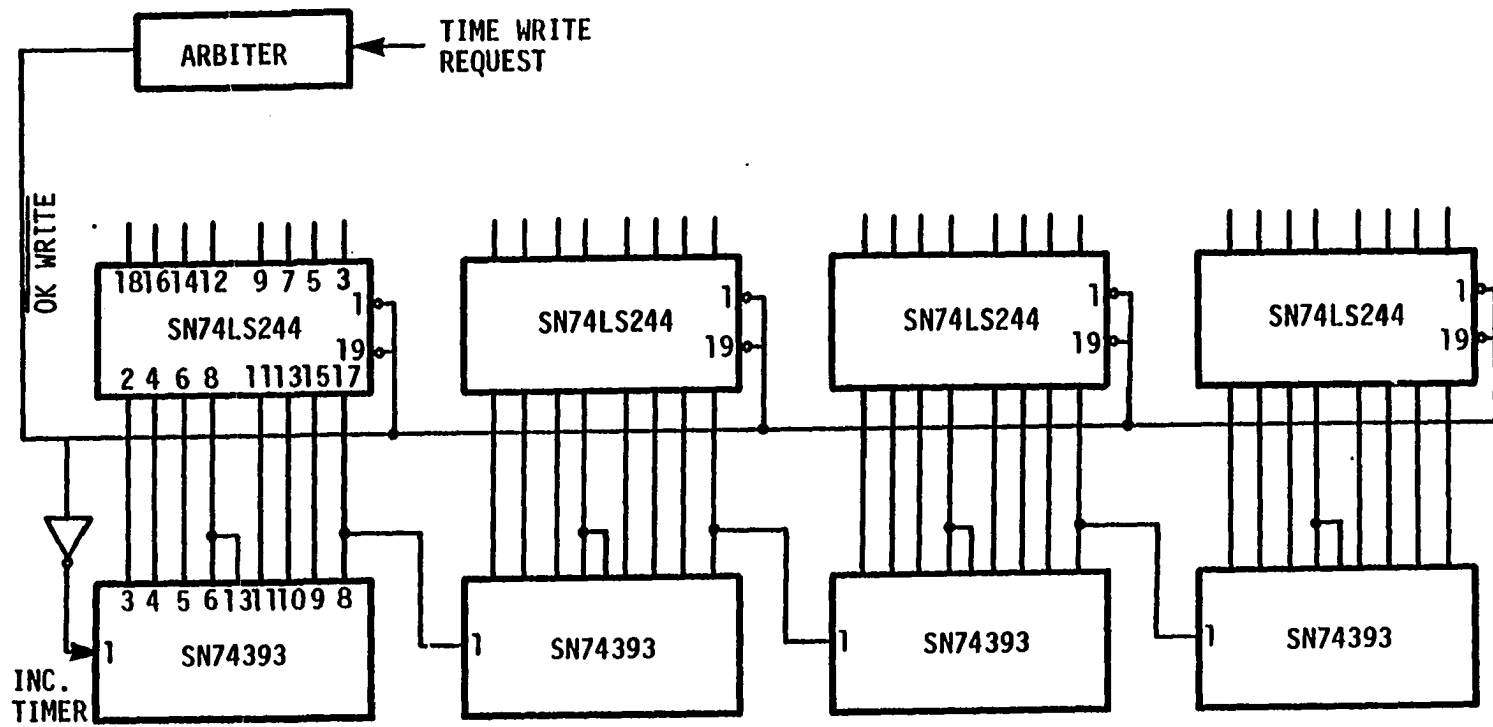 ARBITER
TIME WRITE
REQUEST
OK WRITE
18 16 14 12 9 7 5 3
1
SN74LS244
19
2 4 6 8 11 13 15 17
1
SN74LS244
19
1
SN74LS244
19
1
SN74LS244
19
3 4 5 6 13 11 10 9 8
1
SN74393
1
SN74393
1
SN74393
1
SN74393
INC.
TIMER